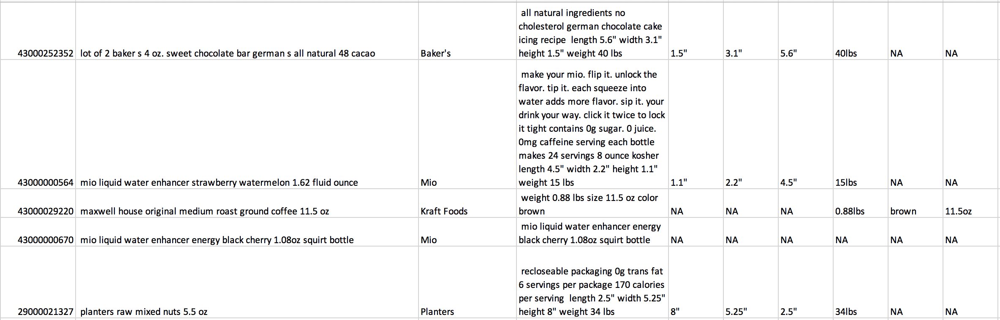 all natural ingredients no
cholesterol german chocolate cake
icing recipe  length 5.6" width 3.1"
43000252352 lot of 2 baker s 4 oz. sweet chocolate bar german s all natural 48 cacao Baker's height 1.5" weight 40 lbs 1.5" 3.1" 5.6" 40lbs NA NA
make your mio. flip it. unlock the
flavor. tip it. each squeeze into
water adds more flavor. sip it. your
drink your way. click it twice to lock
it tight contains 0g sugar. 0 juice.
0mg caffeine serving each bottle
makes 24 servings 8 ounce kosher
length 4.5" width 2.2" height 1.1"
43000000564 mio liquid water enhancer strawberry watermelon 1.62 fluid ounce Mio weight 15 lbs 1.1" 2.2" 4.5" 15lbs NA NA
weight 0.88 lbs size 11.5 oz color
43000029220 maxwell house original medium roast ground coffee 11.5 oz Kraft Foods brown NA NA NA 0.88lbs brown 11.5oz
mio liquid water enhancer energy
43000000670 mio liquid water enhancer energy black cherry 1.08oz squirt bottle Mio black cherry 1.08oz squirt bottle NA NA NA NA NA NA
recloseable packaging 0g trans fat
6 servings per package 170 calories
per serving  length 2.5" width 5.25"
29000021327 planters raw mixed nuts 5.5 oz Planters height 8" weight 34 lbs 8" 5.25" 2.5" 34lbs NA NA